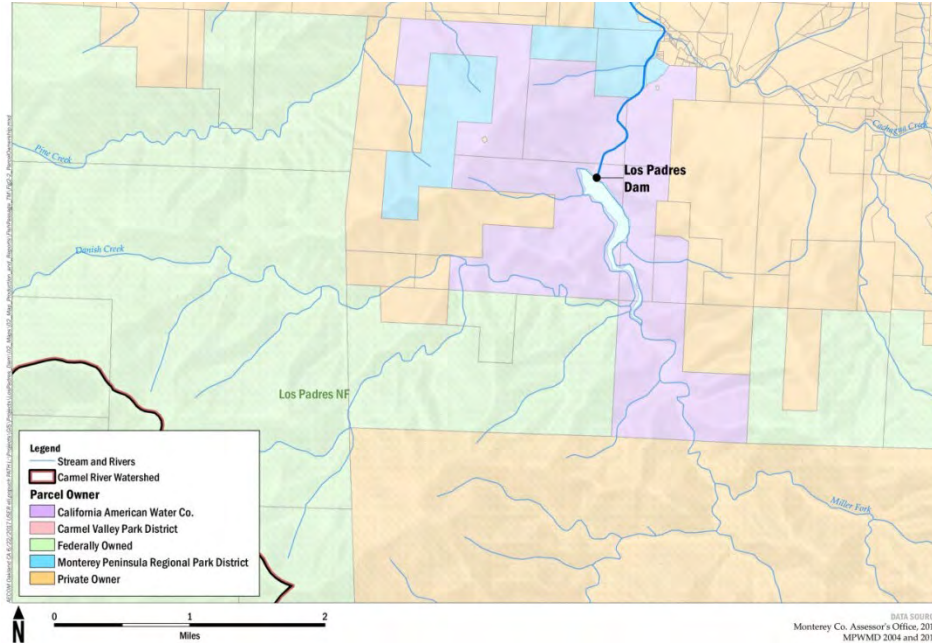 Pine Creek
Cachagua Creek
Los Padres
Dam
Danish Creek
Los Padres NF
Miller Fork
Legend
Stream and Rivers
Carmel River Watershed
Parcel Owner
California American Water Co.
Carmel Valley Park District
Federally Owned
Monterey Peninsula Regional Park District
Private Owner
N
0 1 2
Miles
DATA SOURC
Monterey Co. Assessor's Office, 201
MPWMD 2004 and 201